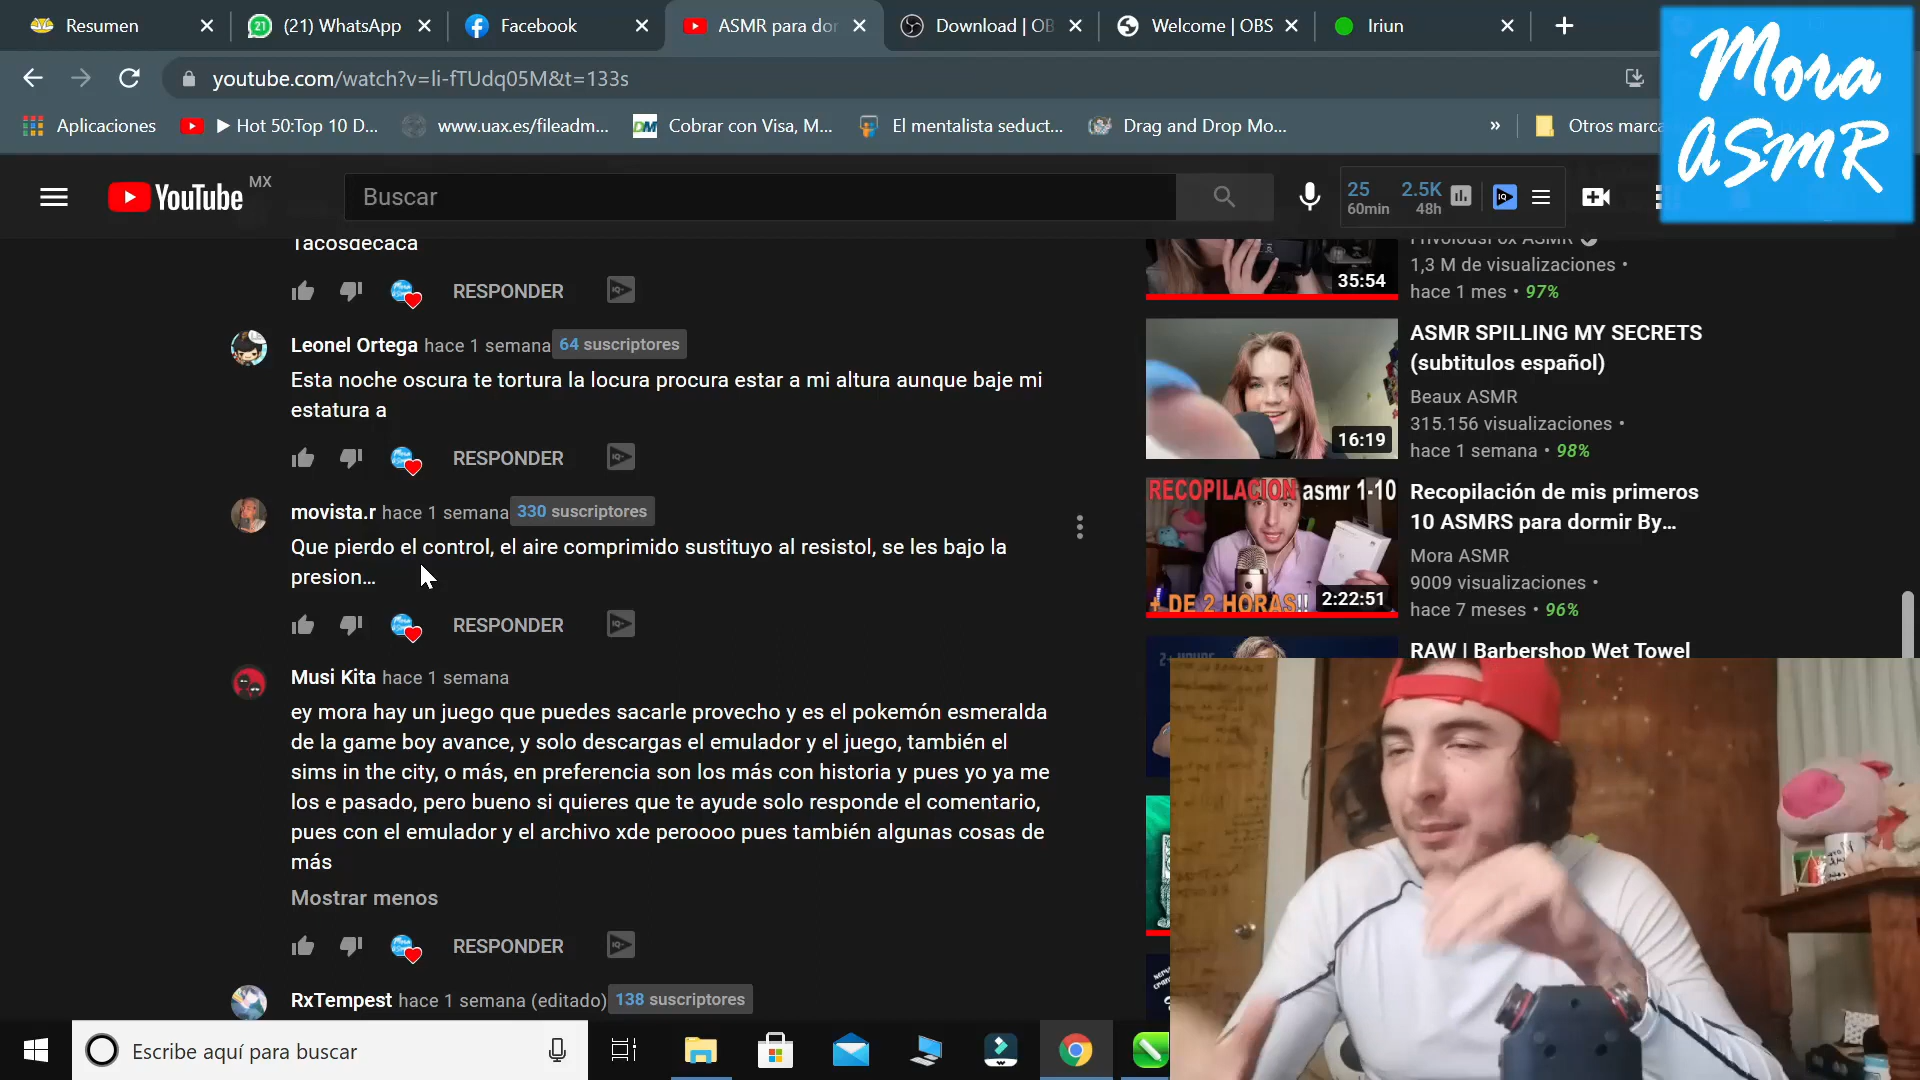 Resumen
(21) WhatsApp
Facebook
ASMR para dor
Download | OB
Welcome | OBS
Iriun
youtube.com/watch?v=li-fTUdq05M&t=133s
Aplicaciones
Hot 50:Top 10 D...
www.uax.es/fileadm...
Cobrar con Visa, M...
El mentalista seduct...
Drag and Drop Mo...
»
Otros marca
Mora
ASMR
YouTube MX
Buscar
25
60min
2.5K
48h
Tacosdecaca
RESPONDER
Leonel Ortega hace 1 semana 64 suscriptores
Esta noche oscura te tortura la locura procura estar a mi altura aunque baje mi
estatura a
RESPONDER
movista.r hace 1 semana 330 suscriptores
Que pierdo el control, el aire comprimido sustituyo al resistol, se les bajo la
presion...
RESPONDER
Musi Kita hace 1 semana
ey mora hay un juego que puedes sacarle provecho y es el pokemón esmeralda
de la game boy avance, y solo descargas el emulador y el juego, también el
sims in the city, o más, en preferencia son los más con historia y pues yo ya me
los e pasado, pero bueno si quieres que te ayude solo responde el comentario,
pues con el emulador y el archivo xde peroooo pues también algunas cosas de
más
Mostrar menos
RESPONDER
RxTempest hace 1 semana (editado) 138 suscriptores
FrivolousFox ASMR
1,3 M de visualizaciones •
hace 1 mes • 97%
35:54
ASMR SPILLING MY SECRETS
(subtitulos español)
Beaux ASMR
315.156 visualizaciones •
hace 1 semana • 98%
16:19
RECOPILACION asmr 1-10
+ DE 2 HORAS!!
2:22:51
Recopilación de mis primeros
10 ASMRS para dormir By...
Mora ASMR
9009 visualizaciones •
hace 7 meses • 96%
2+ HOURS
RAW | Barbershop Wet Towel
Escribe aquí para buscar